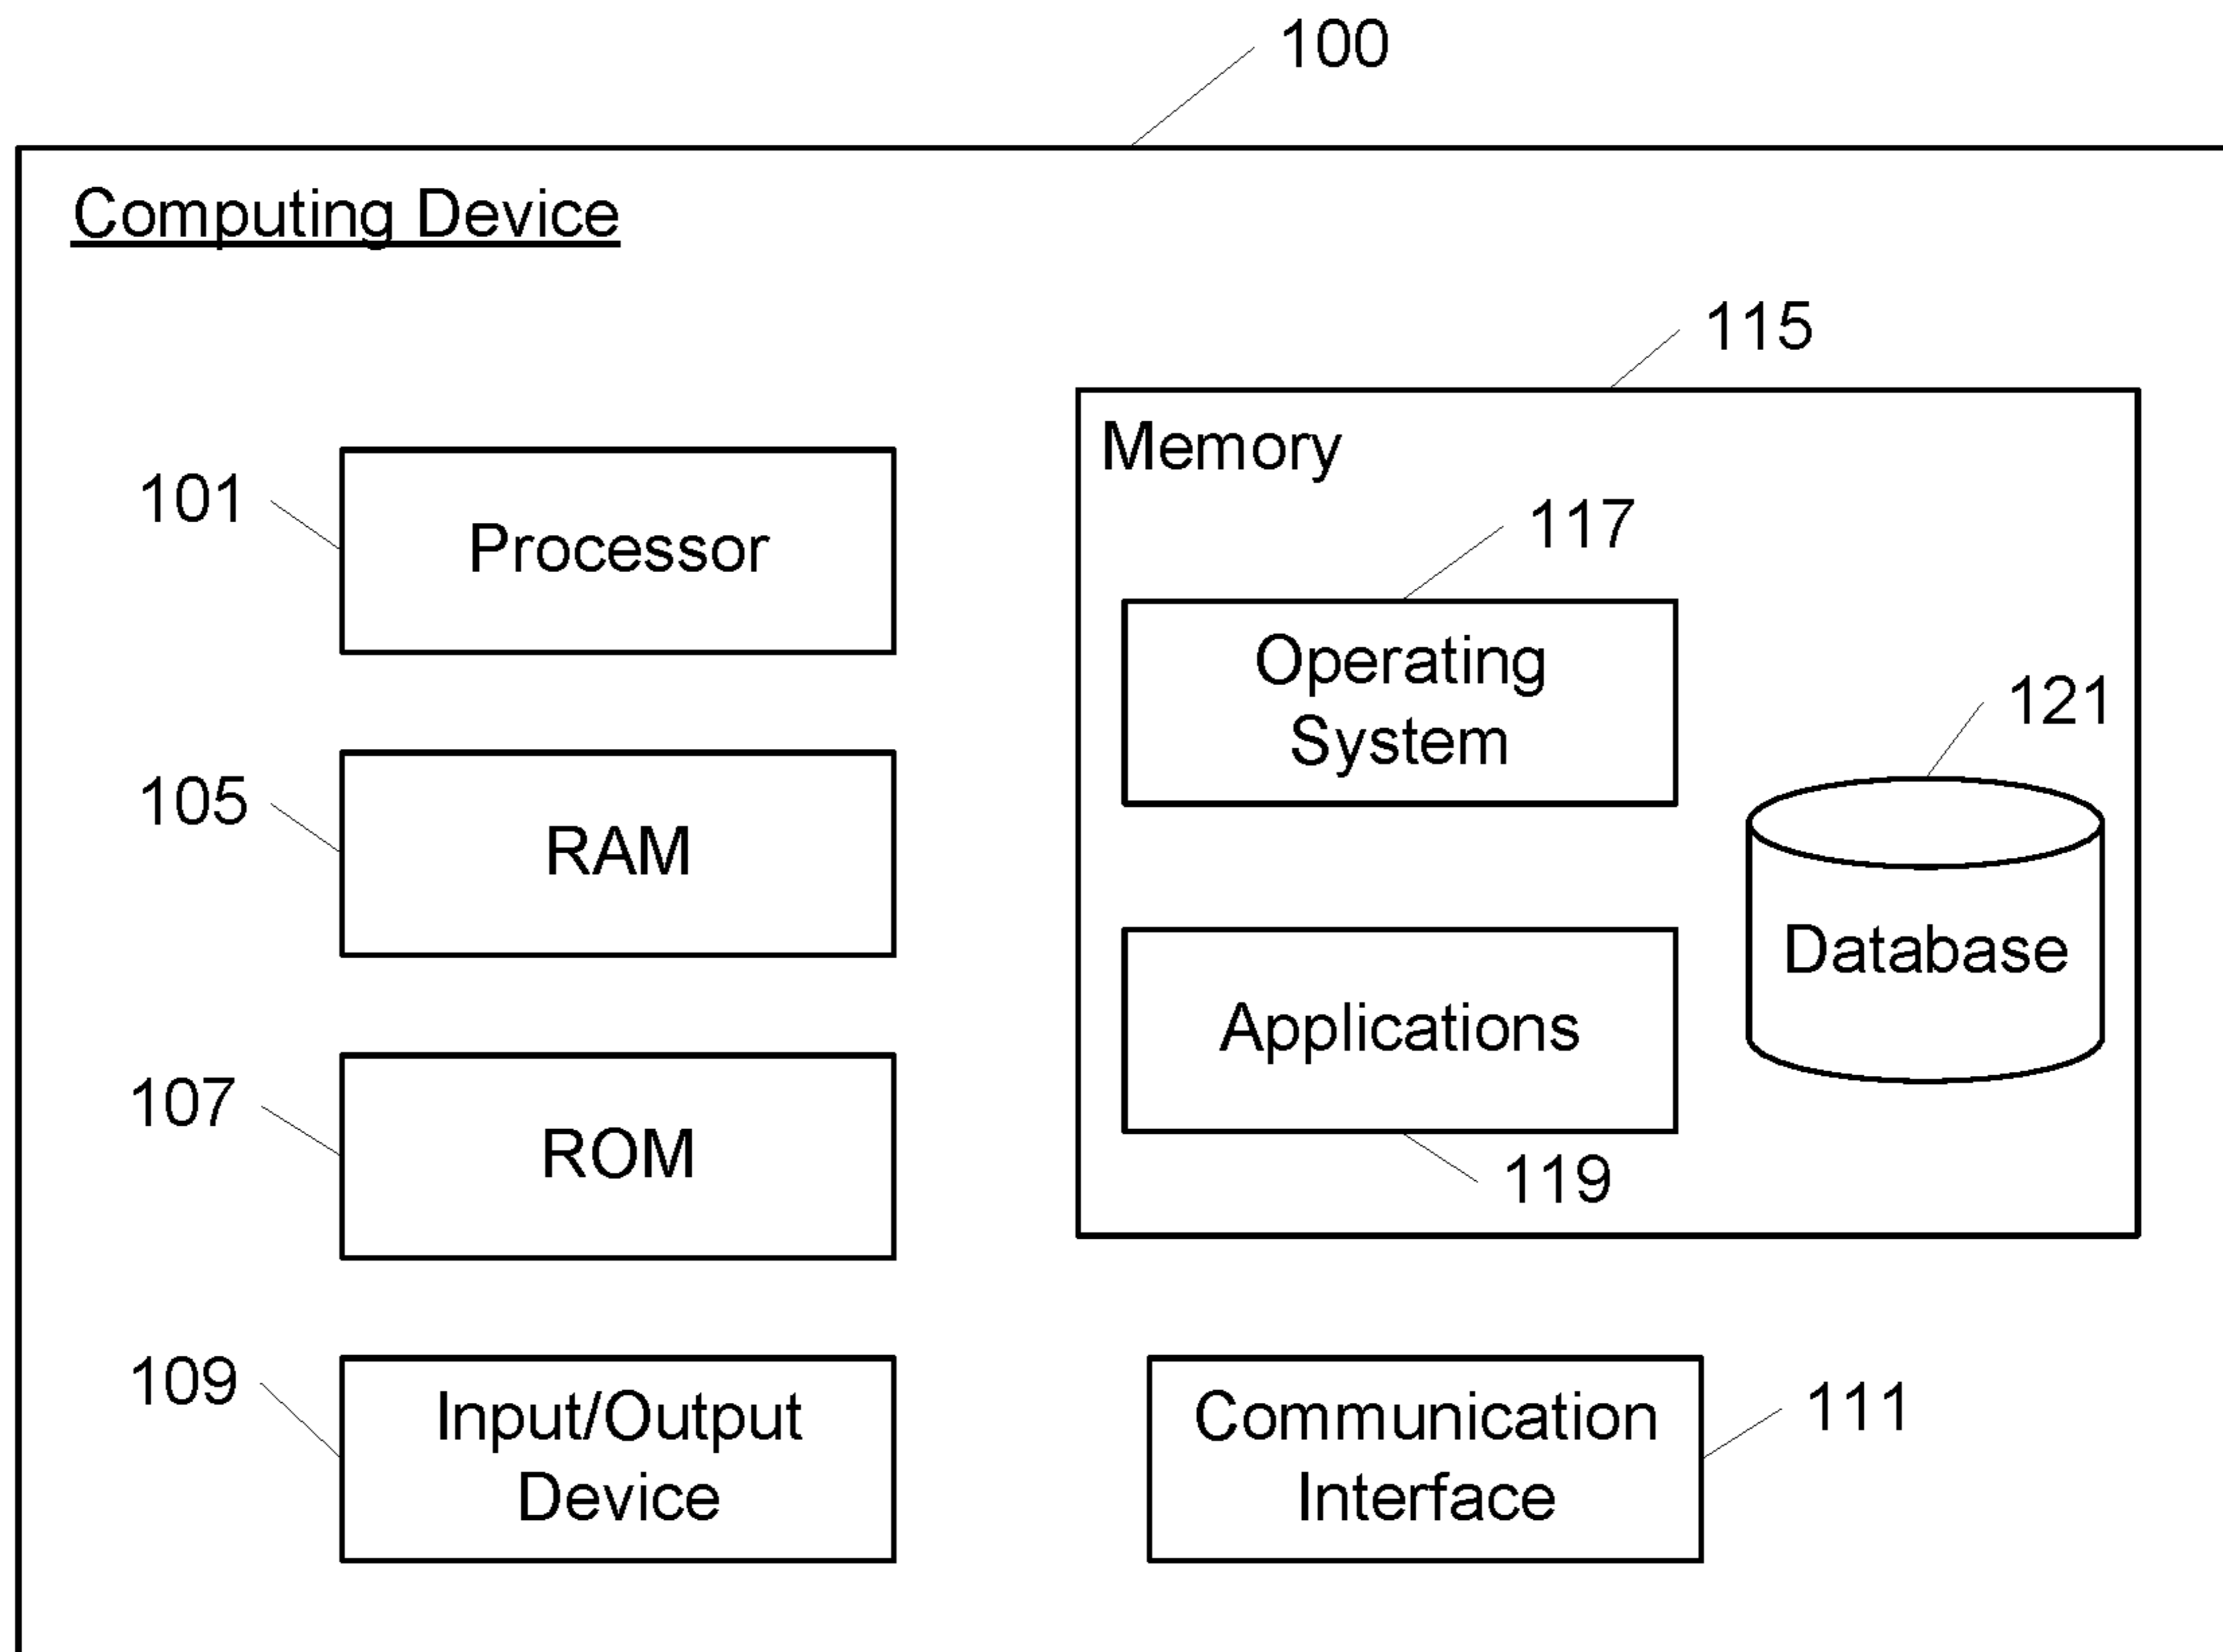 100
Computing Device
115
Memory
101
Processor
117
Operating
System
121
105
RAM
Database
Applications
107
ROM
119
109
Input/Output
Device
Communication
Interface
111